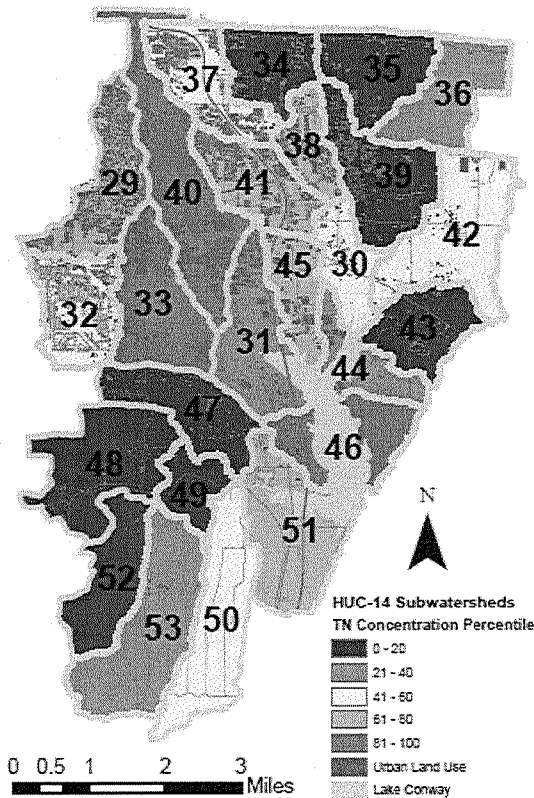 34
35
37
36
38
29
41
39
40
42
45
30
33
32
43
31
44
47
46
48
49
51
N
52
50
53
HUC-14 Subwatersheds
TN Concentration Percentile
0 - 20
21 - 40
41 - 60
61 - 80
81 - 100
Urban Land Use
Lake Conway
0 0.5 1 2 3 Miles